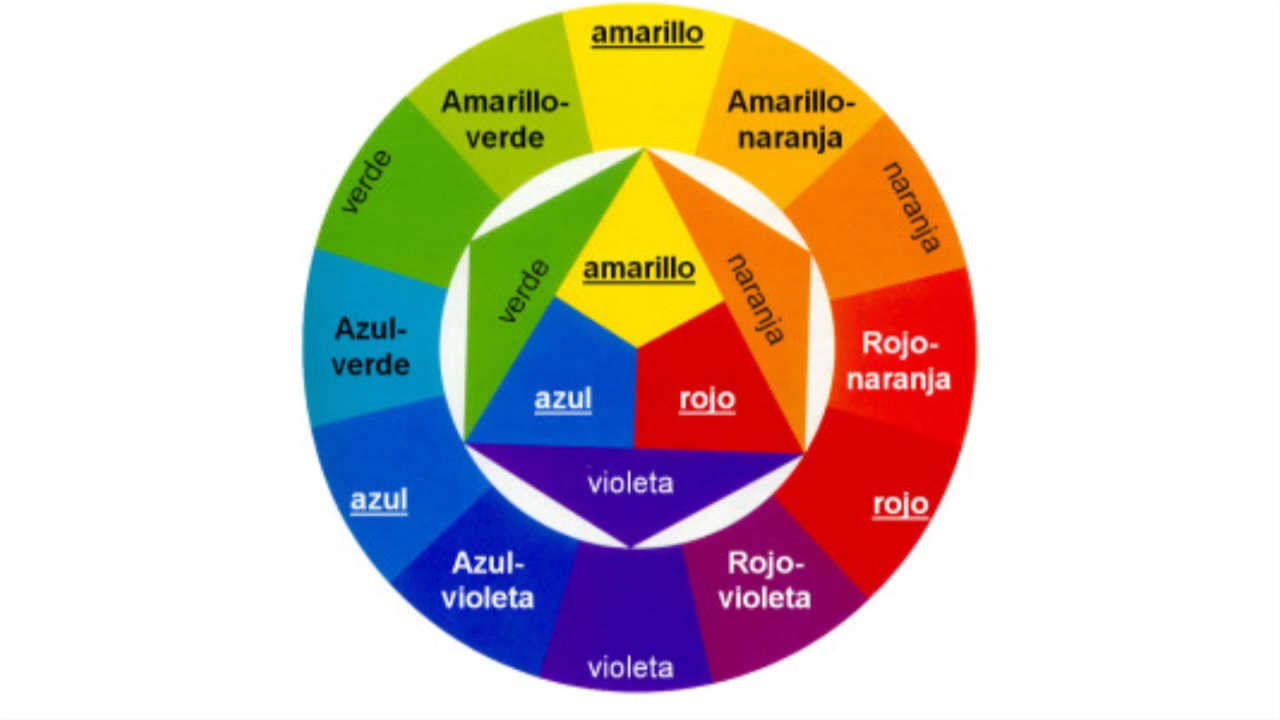 amarillo
Amarillo-
verde
Amarillo-
naranja
verde
naranja
amarillo
verde
naranja
Azul-
verde
Rojo-
naranja
azul
rojo
azul
rojo
violeta
Azul-
violeta
Rojo-
violeta
violeta